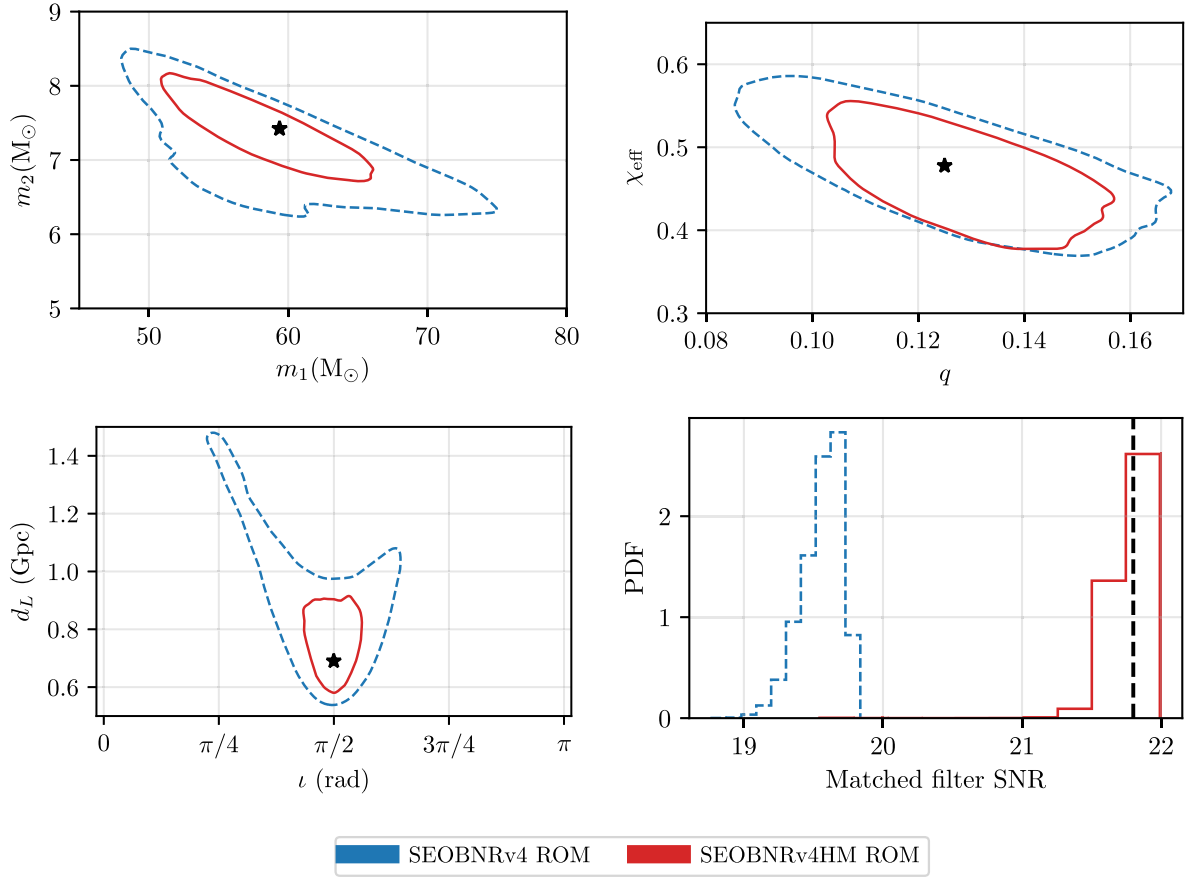 9
8
7
6
5
m₂(M⊙)
50 60 70 80
m₁(M⊙)
0.6
0.5
0.4
0.3
χeff
0.08 0.10 0.12 0.14 0.16
q
1.4
1.2
1.0
0.8
0.6
d_L (Gpc)
0 π/4 π/2 3π/4 π
ι (rad)
2
1
0
PDF
19 20 21 22
Matched filter SNR
SEOBNRv4 ROM SEOBNRv4HM ROM